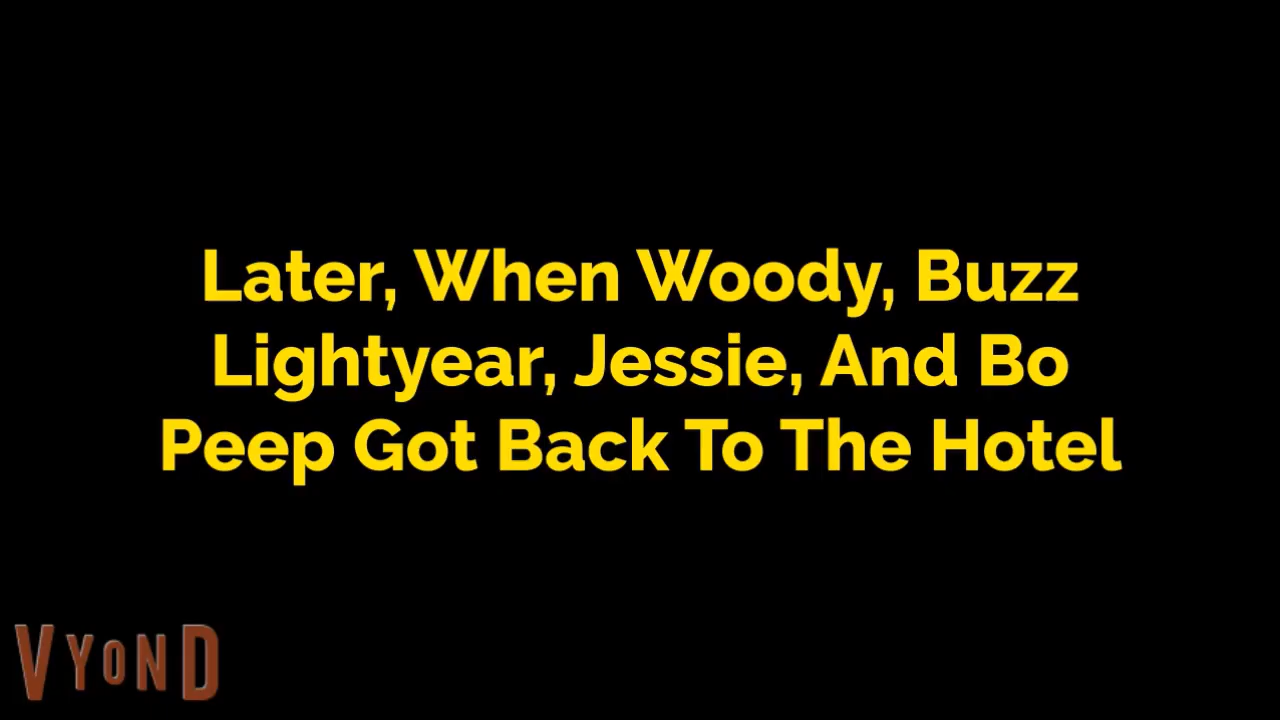 Later, When Woody, Buzz
Lightyear, Jessie, And Bo
Peep Got Back To The Hotel
VYOND